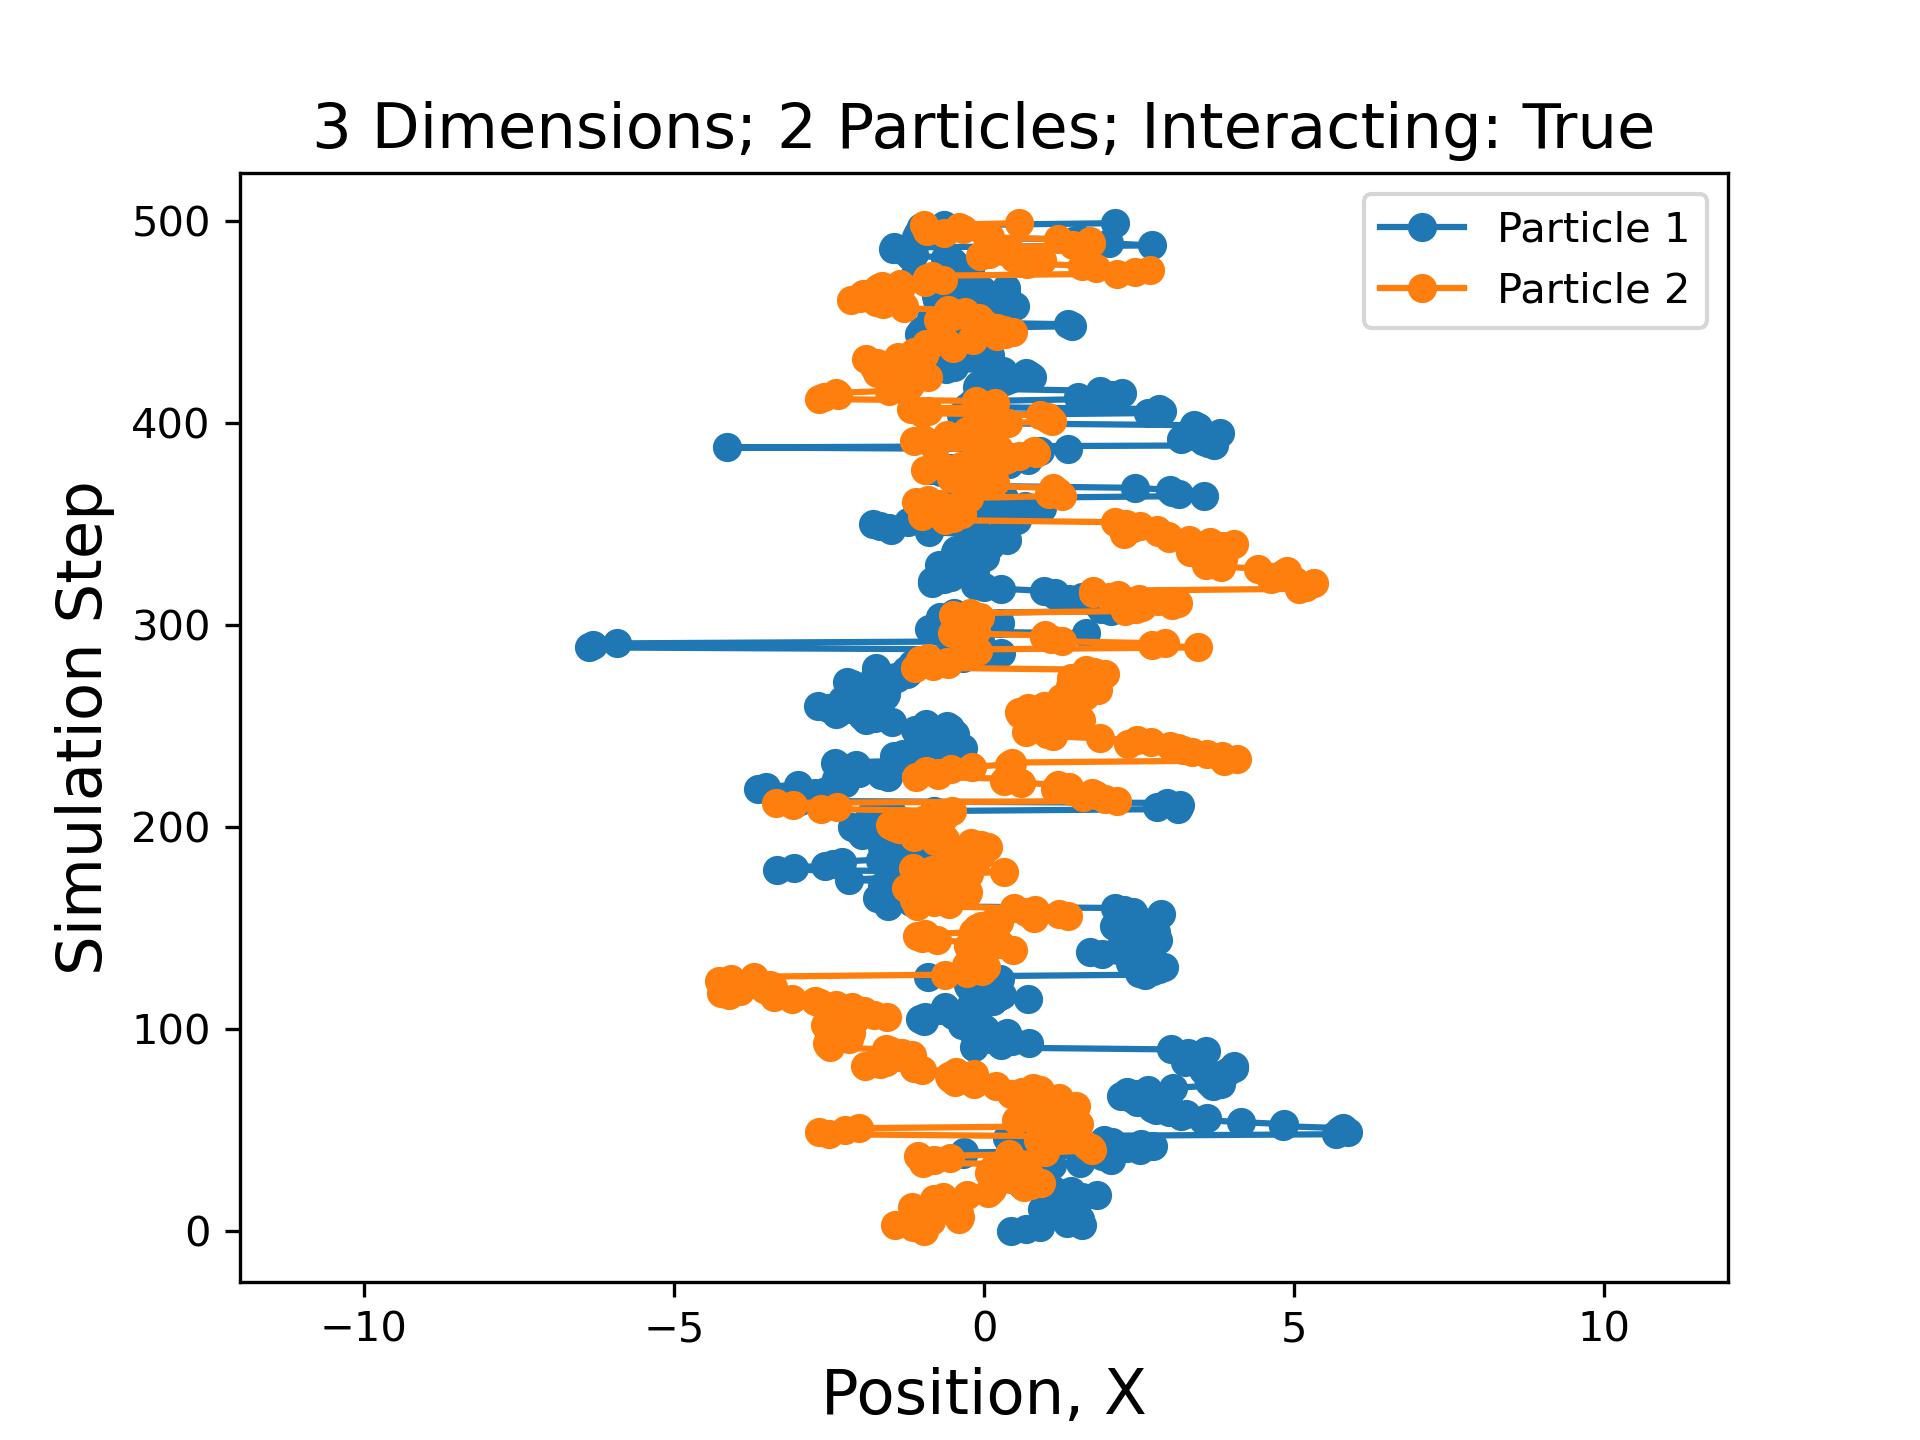 3 Dimensions; 2 Particles; Interacting: True
Particle 1
Particle 2
Simulation Step
500
400
300
200
100
0
−10
−5
0
5
10
Position, X